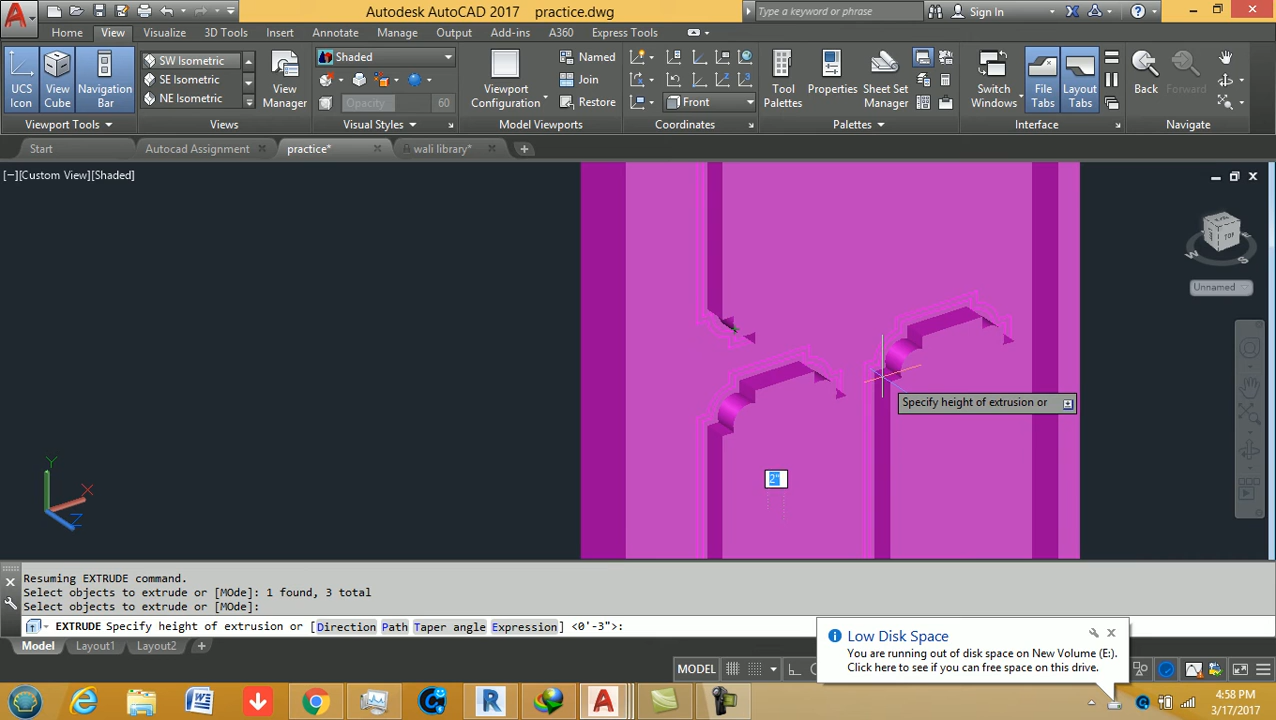 Autodesk AutoCAD 2017 practice.dwg
Type a keyword or phrase
Sign In
Home View Visualize 3D Tools Insert Annotate Manage Output Add-ins A360 Express Tools
UCS
Icon
View
Cube
Navigation
Bar
Viewport Tools
SW Isometric
SE Isometric
NE Isometric
View
Manager
Views
Shaded
Opacity 60
Visual Styles
Viewport
Configuration
Named
Join
Restore
Model Viewports
Front
Coordinates
Tool
Palettes
Properties
Sheet Set
Manager
Palettes
Switch
Windows
File
Tabs
Layout
Tabs
Interface
Back
Forward
Navigate
Start
Autocad Assignment
practice*
wali library*
[−][Custom View][Shaded]
W
S
E
TOP
Unnamed
Specify height of extrusion or
2"
Y
X
Z
Resuming EXTRUDE command.
Select objects to extrude or [MOde]: 1 found, 3 total
Select objects to extrude or [MOde]:
EXTRUDE Specify height of extrusion or [Direction Path Taper angle Expression] <0'-3">:
Model Layout1 Layout2
MODEL
Low Disk Space
You are running out of disk space on New Volume (E:).
Click here to see if you can free space on this drive.
4:58 PM
3/17/2017